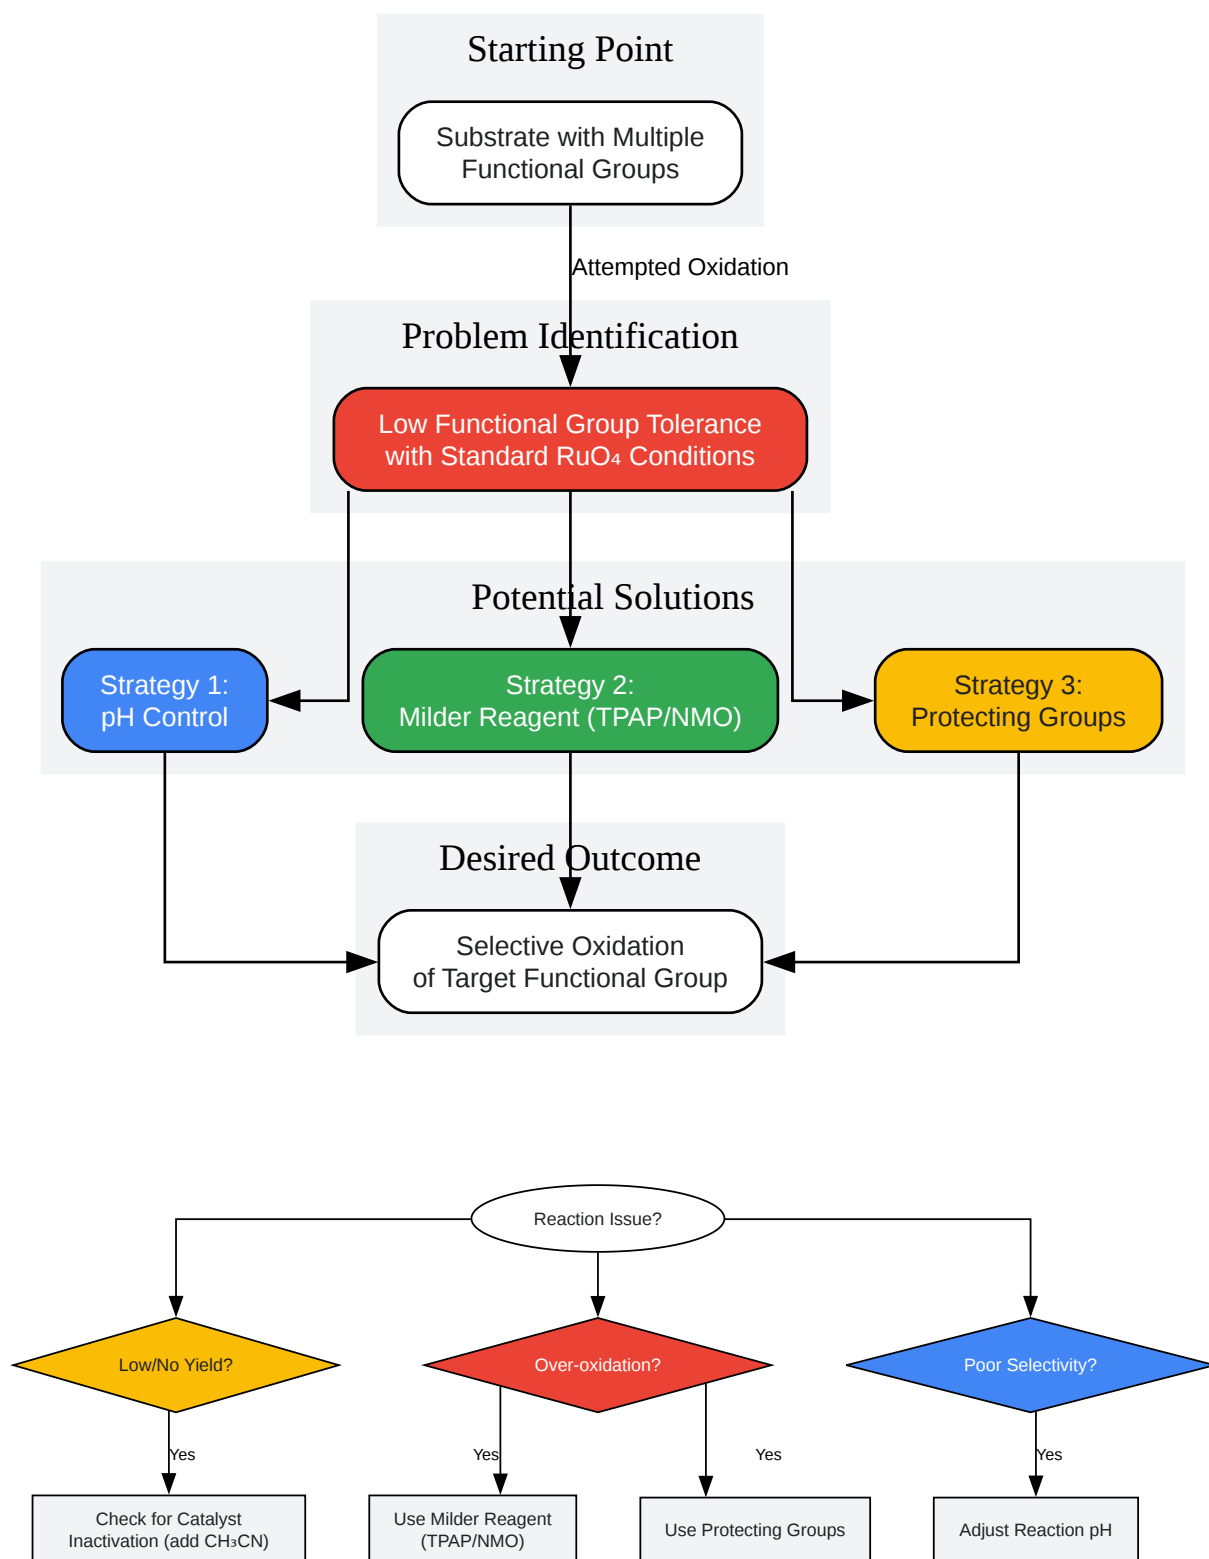 Starting Point
Substrate with Multiple
Functional Groups
Attempted Oxidation
Problem Identification
Low Functional Group Tolerance
with Standard RuO₄ Conditions
Potential Solutions
Strategy 1:
pH Control
Strategy 2:
Milder Reagent (TPAP/NMO)
Strategy 3:
Protecting Groups
Desired Outcome
Selective Oxidation
of Target Functional Group
Reaction Issue?
Low/No Yield?
Over-oxidation?
Poor Selectivity?
Yes
Yes
Yes
Yes
Check for Catalyst
Inactivation (add CH₃CN)
Use Milder Reagent
(TPAP/NMO)
Use Protecting Groups
Adjust Reaction pH